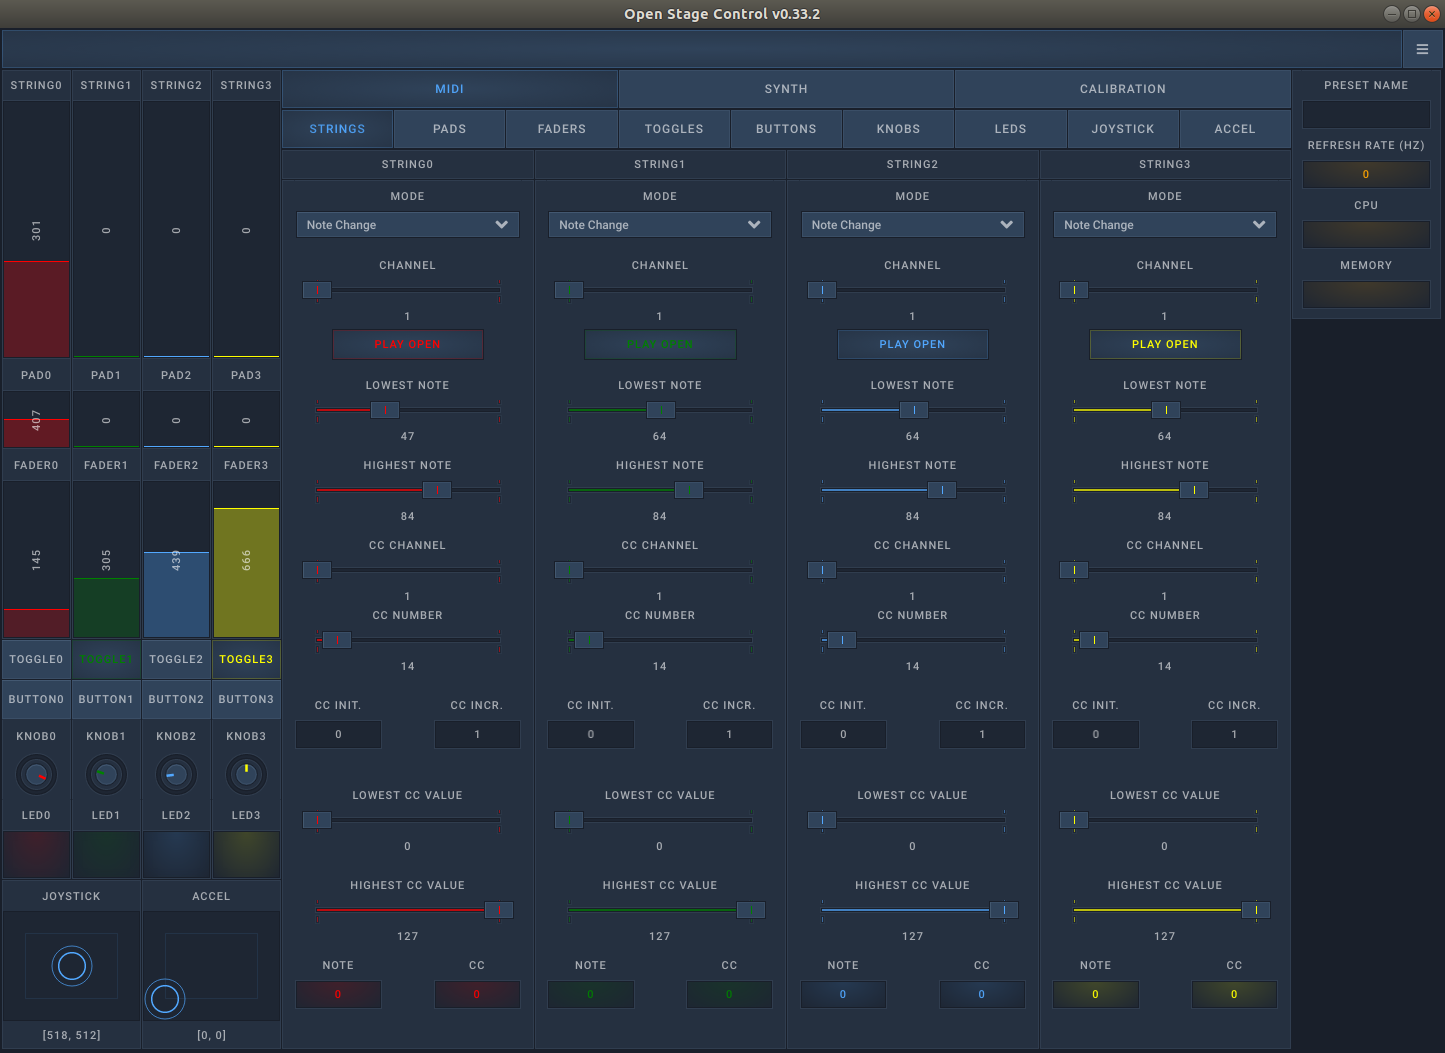 Open Stage Control v0.33.2
STRING0 STRING1 STRING2 STRING3
301 0 0 0
PAD0 PAD1 PAD2 PAD3
407 0 0 0
FADER0 FADER1 FADER2 FADER3
145 305 439 666
TOGGLE0 TOGGLE1 TOGGLE2 TOGGLE3
BUTTON0 BUTTON1 BUTTON2 BUTTON3
KNOB0 KNOB1 KNOB2 KNOB3
LED0 LED1 LED2 LED3
JOYSTICK ACCEL
[518, 512] [0, 0]
MIDI SYNTH CALIBRATION
STRINGS PADS FADERS TOGGLES BUTTONS KNOBS LEDS JOYSTICK ACCEL
STRING0 STRING1 STRING2 STRING3
MODE MODE MODE MODE
Note Change Note Change Note Change Note Change
CHANNEL CHANNEL CHANNEL CHANNEL
1 1 1 1
PLAY OPEN PLAY OPEN PLAY OPEN PLAY OPEN
LOWEST NOTE LOWEST NOTE LOWEST NOTE LOWEST NOTE
47 64 64 64
HIGHEST NOTE HIGHEST NOTE HIGHEST NOTE HIGHEST NOTE
84 84 84 84
CC CHANNEL CC CHANNEL CC CHANNEL CC CHANNEL
1 1 1 1
CC NUMBER CC NUMBER CC NUMBER CC NUMBER
14 14 14 14
CC INIT. CC INCR. CC INIT. CC INCR. CC INIT. CC INCR. CC INIT. CC INCR.
0 1 0 1 0 1 0 1
LOWEST CC VALUE LOWEST CC VALUE LOWEST CC VALUE LOWEST CC VALUE
0 0 0 0
HIGHEST CC VALUE HIGHEST CC VALUE HIGHEST CC VALUE HIGHEST CC VALUE
127 127 127 127
NOTE CC NOTE CC NOTE CC NOTE CC
0 0 0 0 0 0 0 0
PRESET NAME
REFRESH RATE (HZ)
0
CPU
MEMORY